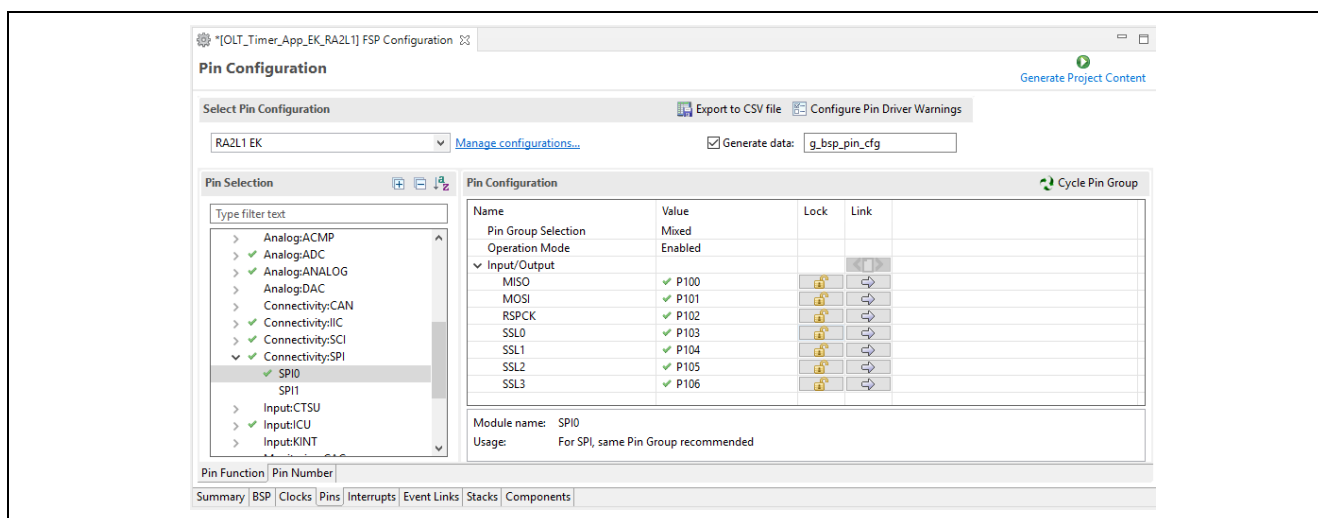 *[OLT_Timer_App_EK_RA2L1] FSP Configuration
Pin Configuration
Generate Project Content
Select Pin Configuration
Export to CSV file
Configure Pin Driver Warnings
RA2L1 EK
Manage configurations...
Generate data:
g_bsp_pin_cfg
Pin Selection
Type filter text
Analog:ACMP
Analog:ADC
Analog:ANALOG
Analog:DAC
Connectivity:CAN
Connectivity:IIC
Connectivity:SCI
Connectivity:SPI
SPI0
SPI1
Input:CTSU
Input:ICU
Input:KINT
Pin Configuration
Cycle Pin Group
Name Value Lock Link
Pin Group Selection Mixed
Operation Mode Enabled
Input/Output
MISO P100
MOSI P101
RSPCK P102
SSL0 P103
SSL1 P104
SSL2 P105
SSL3 P106
Module name: SPI0
Usage: For SPI, same Pin Group recommended
Pin Function Pin Number
Summary BSP Clocks Pins Interrupts Event Links Stacks Components